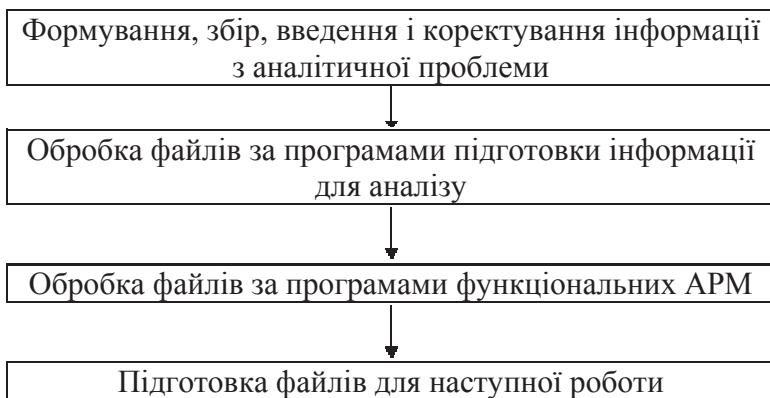 Формування, збір, введення і коректування інформації
з аналітичної проблеми
Обробка файлів за програмами підготовки інформації
для аналізу
Обробка файлів за програмами функціональних АРМ
Підготовка файлів для наступної роботи